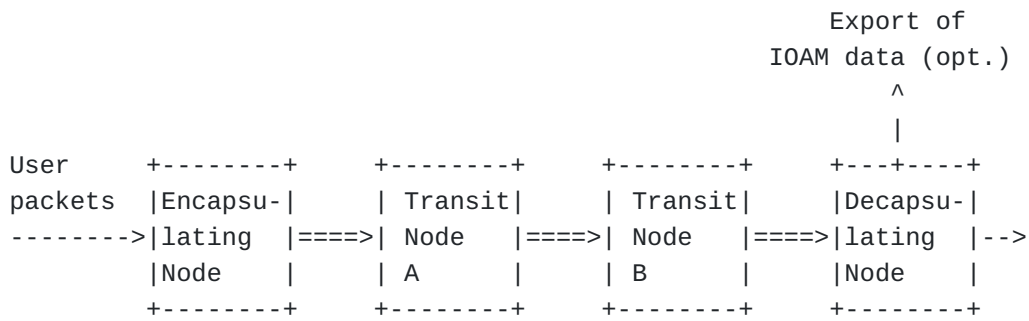 Export of
                                              IOAM data (opt.)
                                                      ^
                                                      |
User     +--------+     +--------+     +--------+     +---+----+
packets  |Encapsu-|     | Transit|     | Transit|     |Decapsu-|
-------->|lating  |====>| Node   |====>| Node   |====>|lating  |-->
         |Node    |     | A      |     | B      |     |Node    |
         +--------+     +--------+     +--------+     +--------+